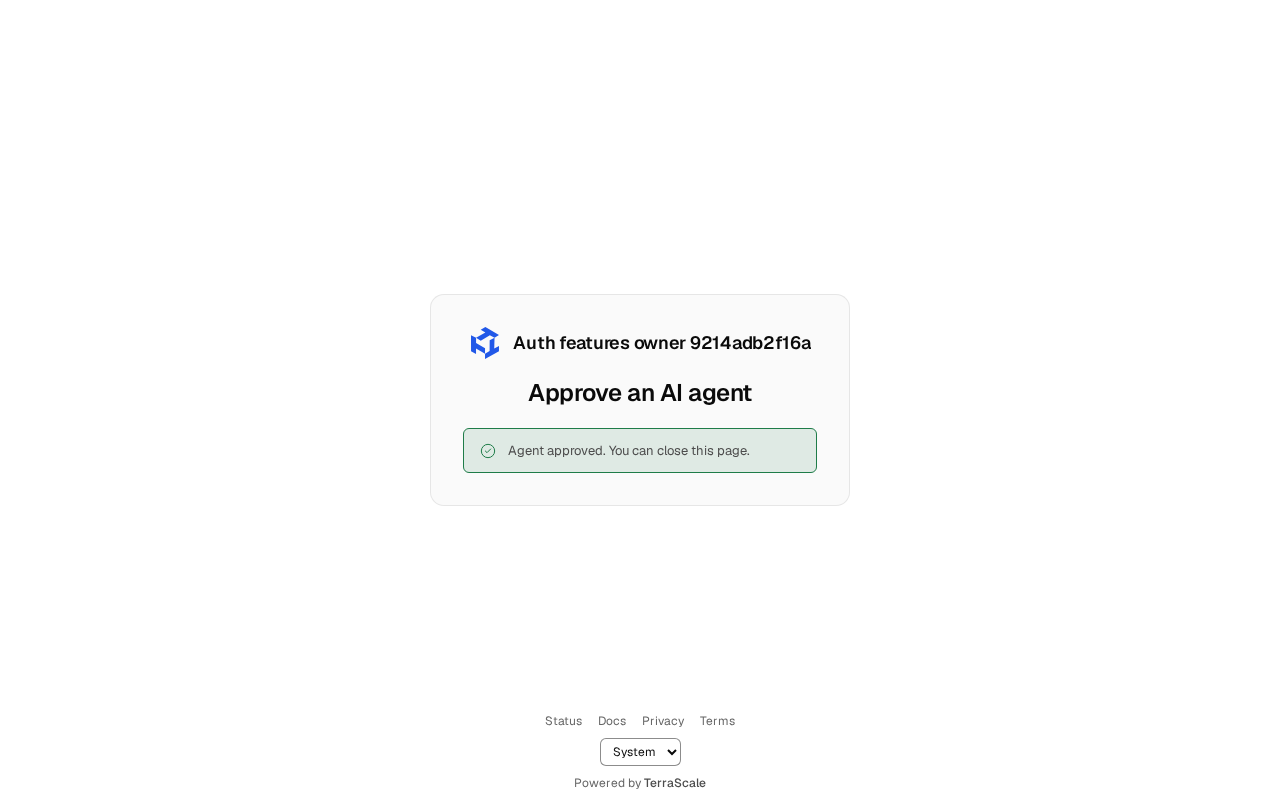 Auth features owner 9214adb2f16a
Approve an AI agent
Agent approved. You can close this page.
Status Docs Privacy Terms
System
Powered by TerraScale